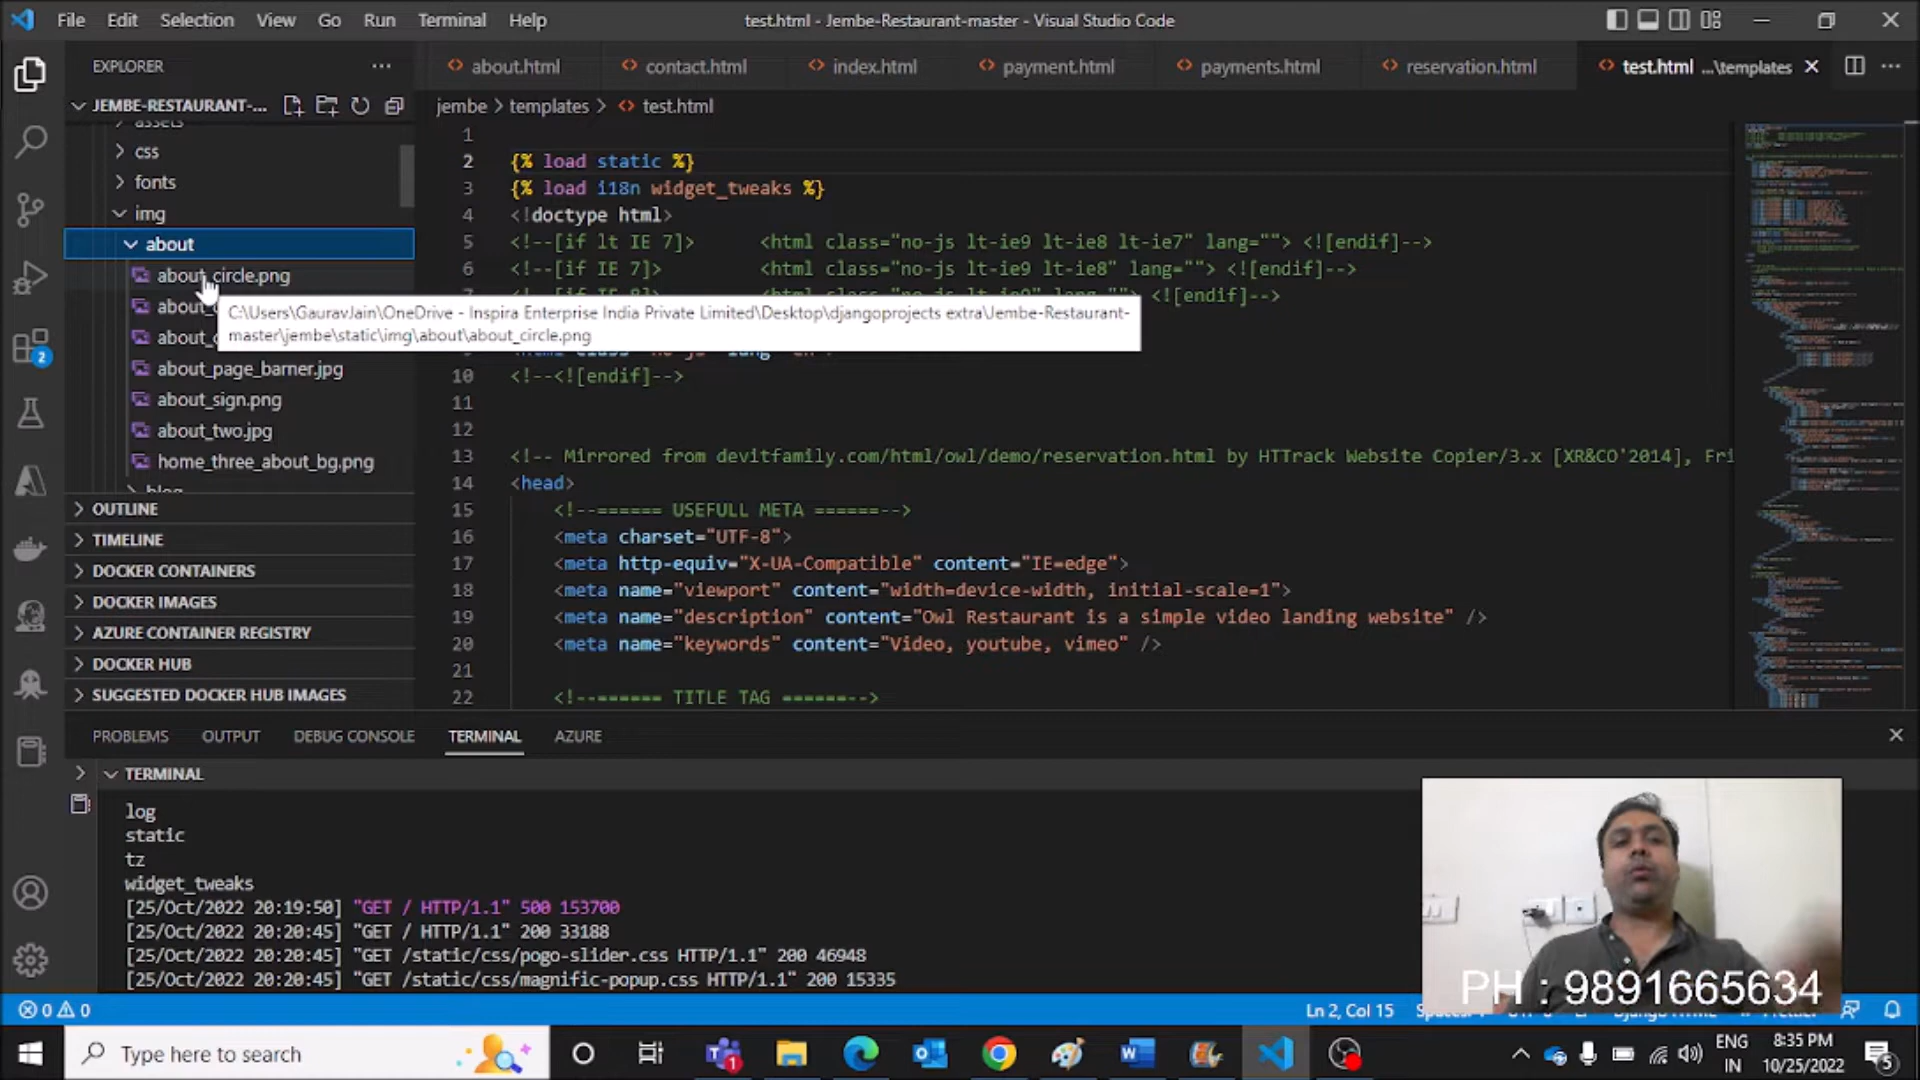 File Edit Selection View Go Run Terminal Help
test.html - Jembe-Restaurant-master - Visual Studio Code
EXPLORER
JEMBE-RESTAURANT-...
assets
css
fonts
img
about
about_circle.png
about_page_barner.jpg
about_sign.png
about_two.jpg
home_three_about_bg.png
blog
OUTLINE
TIMELINE
DOCKER CONTAINERS
DOCKER IMAGES
AZURE CONTAINER REGISTRY
DOCKER HUB
SUGGESTED DOCKER HUB IMAGES
2
about.html contact.html index.html payment.html payments.html reservation.html test.html ...\templates
jembe > templates > test.html
1
2 {% load static %}
3 {% load i18n widget_tweaks %}
4 <!doctype html>
5 <!--[if lt IE 7]> <html class="no-js lt-ie9 lt-ie8 lt-ie7" lang=""> <![endif]-->
6 <!--[if IE 7]> <html class="no-js lt-ie9 lt-ie8" lang=""> <![endif]-->
<![endif]-->
C:\Users\GauravJain\OneDrive - Inspira Enterprise India Private Limited\Desktop\djangoprojects extra\Jembe-Restaurant-
master\jembe\static\img\about\about_circle.png
10 <!--<![endif]-->
11
12
13 <!-- Mirrored from devitfamily.com/html/owl/demo/reservation.html by HTTrack Website Copier/3.x [XR&CO'2014], Fri
14 <head>
15 <!--====== USEFULL META ======-->
16 <meta charset="UTF-8">
17 <meta http-equiv="X-UA-Compatible" content="IE=edge">
18 <meta name="viewport" content="width=device-width, initial-scale=1">
19 <meta name="description" content="Owl Restaurant is a simple video landing website" />
20 <meta name="keywords" content="Video, youtube, vimeo" />
21
22 <!--====== TITLE TAG ======-->
PROBLEMS OUTPUT DEBUG CONSOLE TERMINAL AZURE
TERMINAL
log
static
tz
widget_tweaks
[25/Oct/2022 20:19:50] "GET / HTTP/1.1" 500 153700
[25/Oct/2022 20:20:45] "GET / HTTP/1.1" 200 33188
[25/Oct/2022 20:20:45] "GET /static/css/pogo-slider.css HTTP/1.1" 200 46948
[25/Oct/2022 20:20:45] "GET /static/css/magnific-popup.css HTTP/1.1" 200 15335
PH : 9891665634
0 0
Ln 2, Col 15
Type here to search
1
ENG
IN
8:35 PM
10/25/2022
5